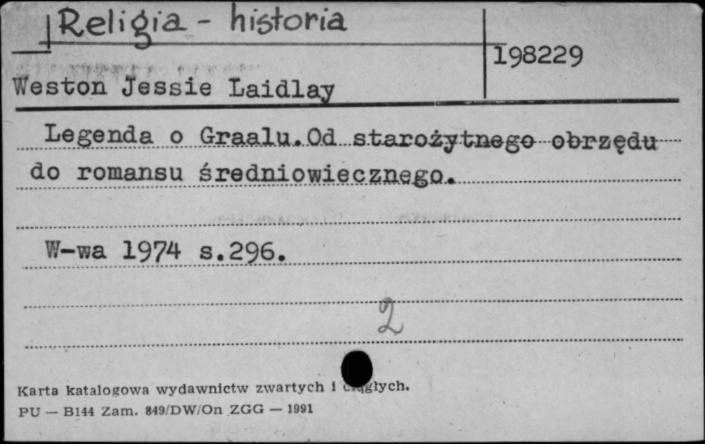 Religia - historia
198229
Weston Jessie Laidlay
Legenda o Graalu.Od starożytnego obrzędu
do romansu średniowiecznego.
W-wa 1974 s.296.
2
Karta katalogowa wydawnictw zwartych i ciągłych.
PU — B144 Zam. 849/DW/On ZGG — 1991